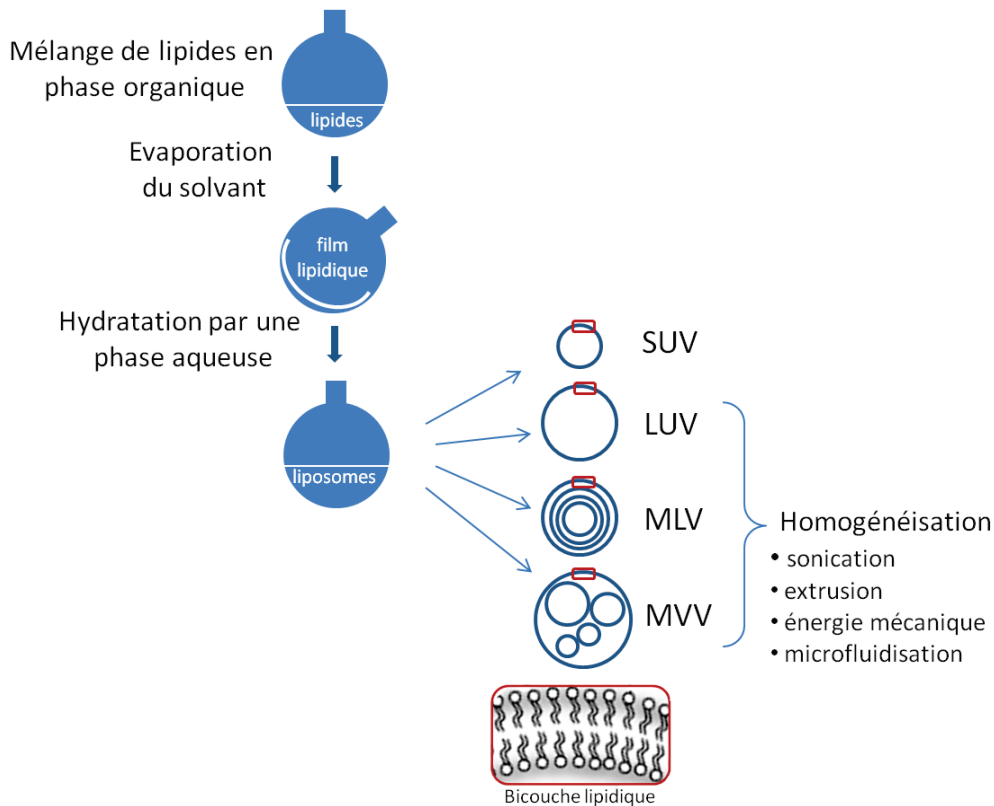 Mélange de lipides en
phase organique
lipides
Evaporation
du solvant
film
lipidique
Hydratation par une
phase aqueuse
liposomes
SUV
LUV
MLV
MVV
Homogénéisation
• sonication
• extrusion
• énergie mécanique
• microfluidisation
Bicouche lipidique